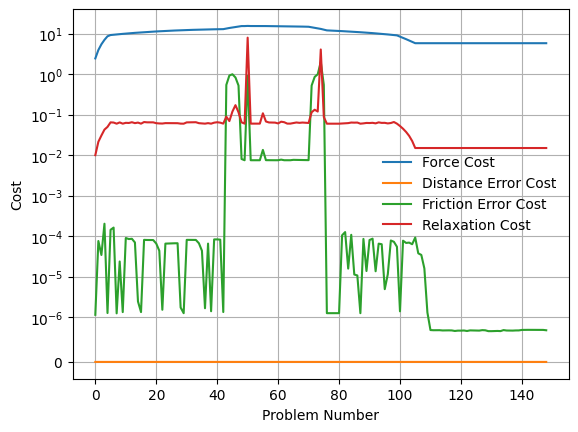 10¹
10⁰
10⁻¹
10⁻²
10⁻³
10⁻⁴
10⁻⁵
10⁻⁶
0
Cost
Force Cost
Distance Error Cost
Friction Error Cost
Relaxation Cost
0 20 40 60 80 100 120 140
Problem Number